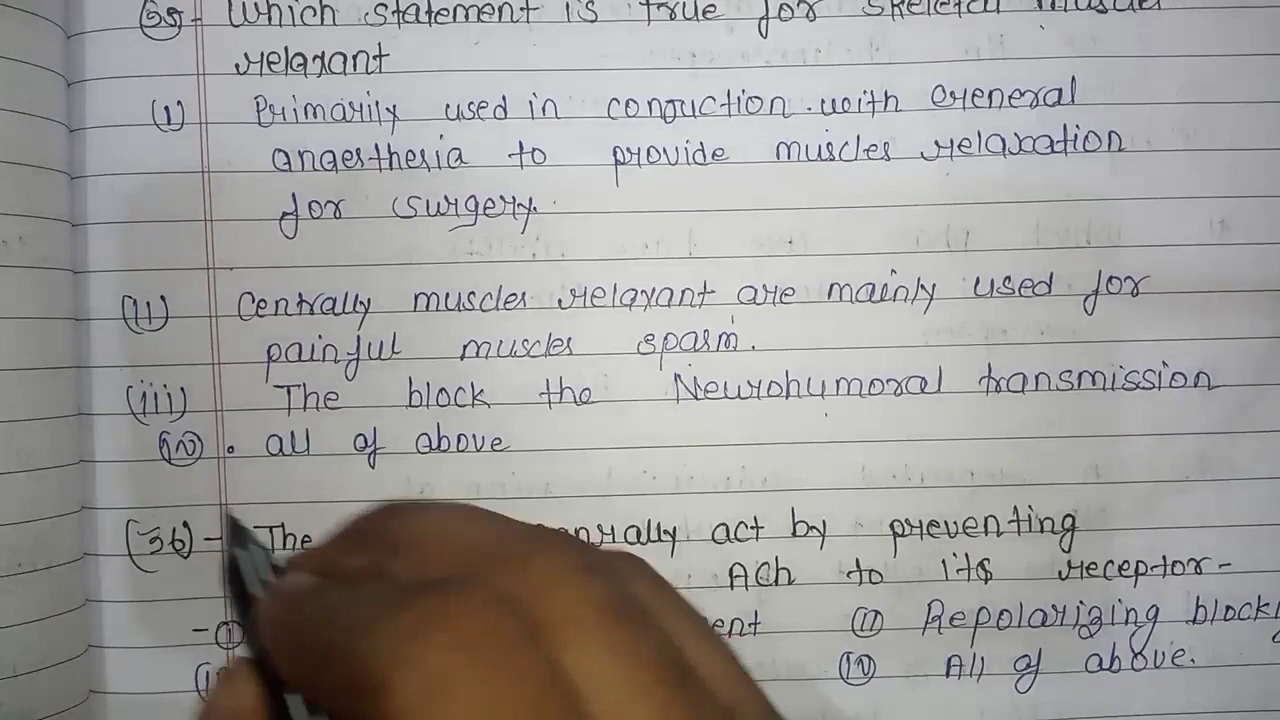 35- Which statement is true for skeletal muscle
relaxant
(i) Primarily used in conjuction with General
anaesthesia to provide muscles relaxation
for surgery.
(ii) Centrally muscles relaxant are mainly used for
painful muscles spasm.
(iii) The block the Neurohumoral transmission
(iv) . all of above
(36) - The act by preventing
ACh to its receptor-
- (i) (ii) Repolarizing block
(iv) All of above.